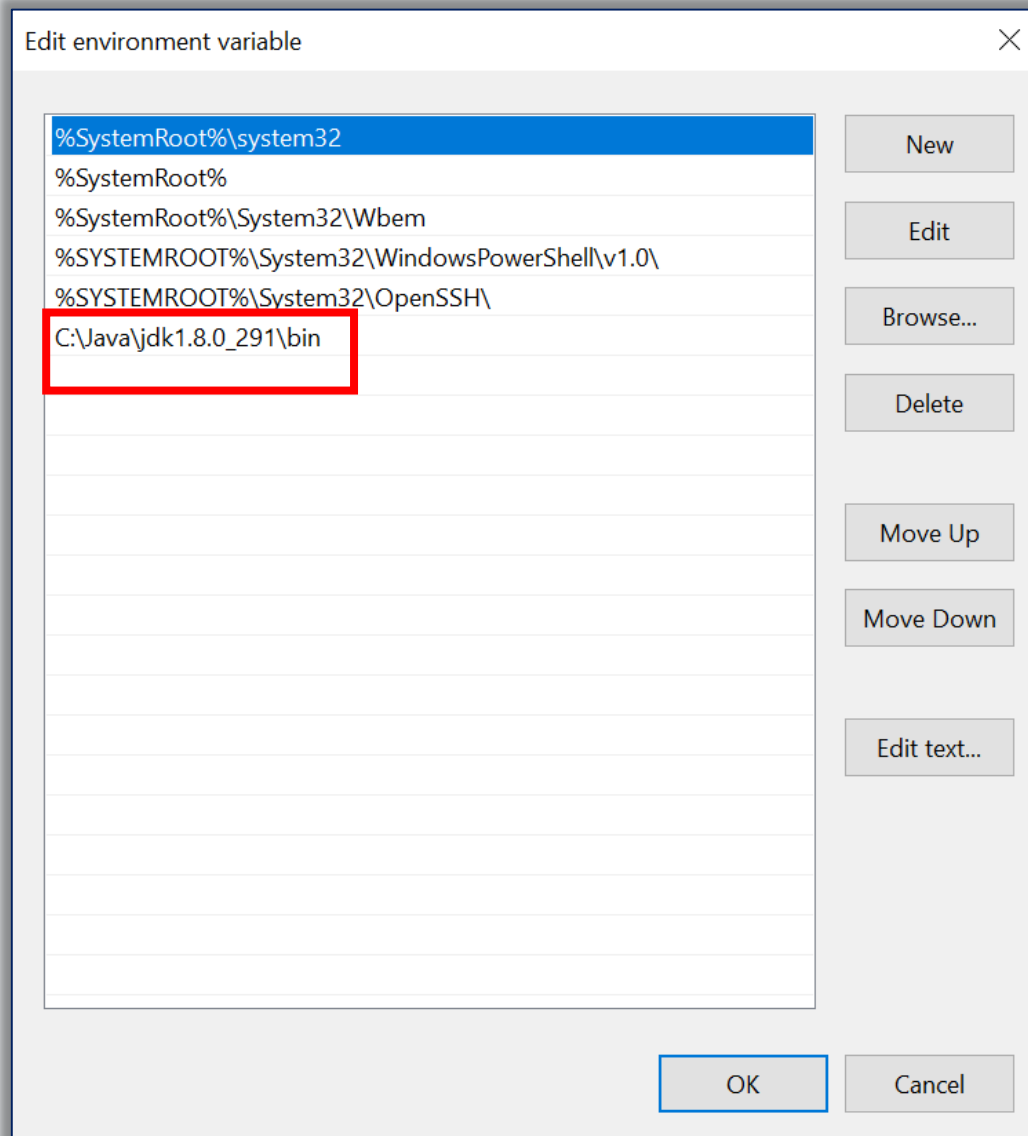 Edit environment variable
%SystemRoot%\system32
%SystemRoot%
%SystemRoot%\System32\Wbem
%SYSTEMROOT%\System32\WindowsPowerShell\v1.0\
%SYSTEMROOT%\System32\OpenSSH\
C:\Java\jdk1.8.0_291\bin
New
Edit
Browse...
Delete
Move Up
Move Down
Edit text...
OK
Cancel